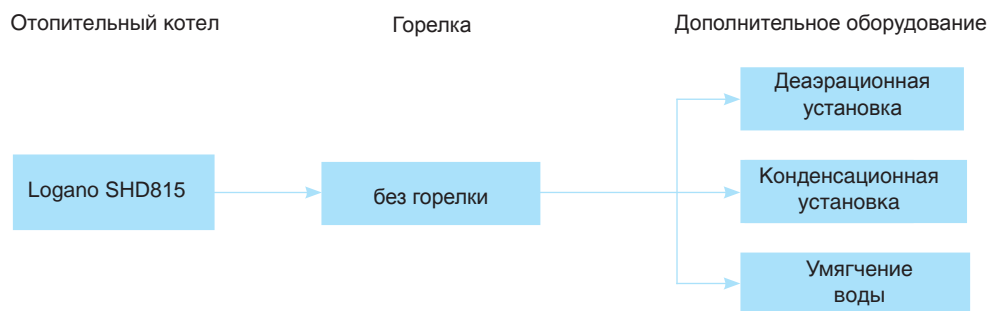 Отопительный котел
Горелка
Дополнительное оборудование
Logano SHD815
без горелки
Деаэрационная
установка
Конденсационная
установка
Умягчение
воды